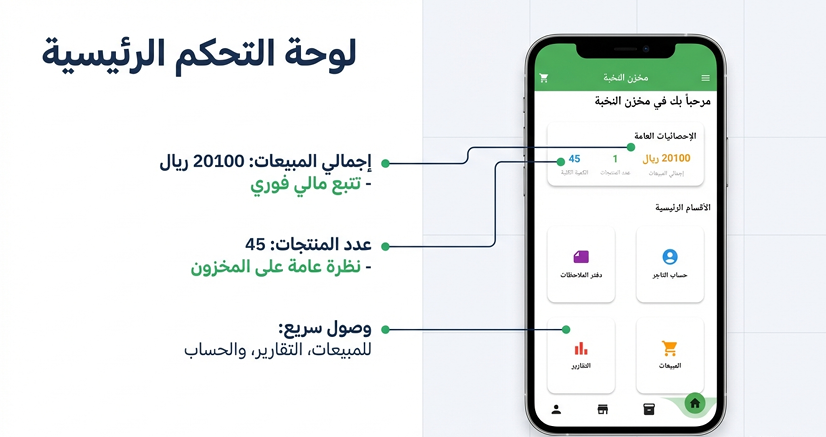 لوحة التحكم الرئيسية
إجمالي المبيعات: 20100 ريال
- تتبع مالي فوري
عدد المنتجات: 45
- نظرة عامة على المخزون
وصول سريع:
للمبيعات، التقارير، والحساب
مخزن النخبة
مرحباً بك في مخزن النخبة
الإحصائيات العامة
20100 ريال 1 45
إجمالي المبيعات عدد المنتجات الكمية الكلية
الأقسام الرئيسية
حساب التاجر دفتر الملاحظات
المبيعات التقارير